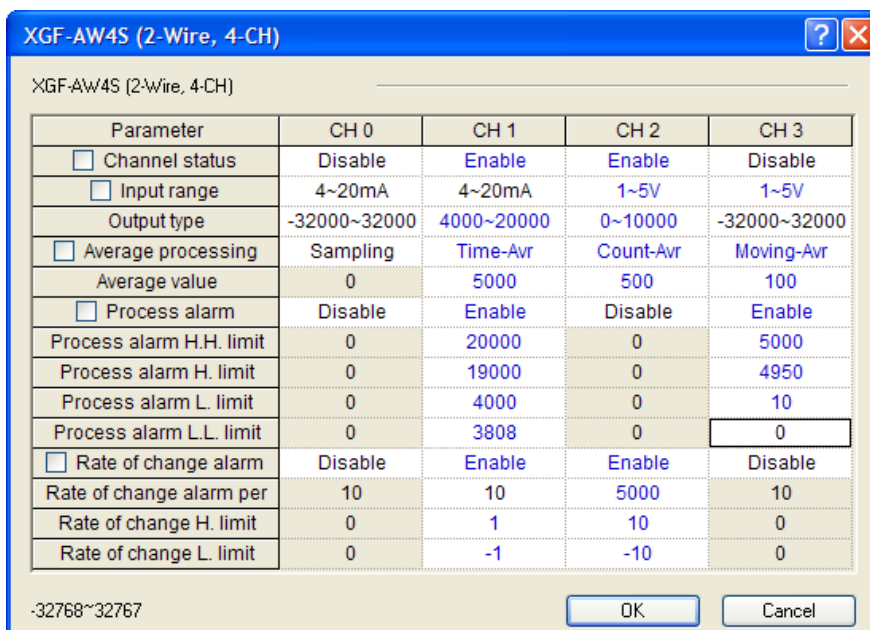 XGF-AW4S (2-Wire, 4-CH)
?
XGF-AW4S (2-Wire, 4-CH)
Parameter CH 0 CH 1 CH 2 CH 3
Channel status Disable Enable Enable Disable
Input range 4~20mA 4~20mA 1~5V 1~5V
Output type -32000~32000 4000~20000 0~10000 -32000~32000
Average processing Sampling Time-Avr Count-Avr Moving-Avr
Average value 0 5000 500 100
Process alarm Disable Enable Disable Enable
Process alarm H.H. limit 0 20000 0 5000
Process alarm H. limit 0 19000 0 4950
Process alarm L. limit 0 4000 0 10
Process alarm L.L. limit 0 3808 0 0
Rate of change alarm Disable Enable Enable Disable
Rate of change alarm per 10 10 5000 10
Rate of change H. limit 0 1 10 0
Rate of change L. limit 0 -1 -10 0
-32768~32767 OK Cancel